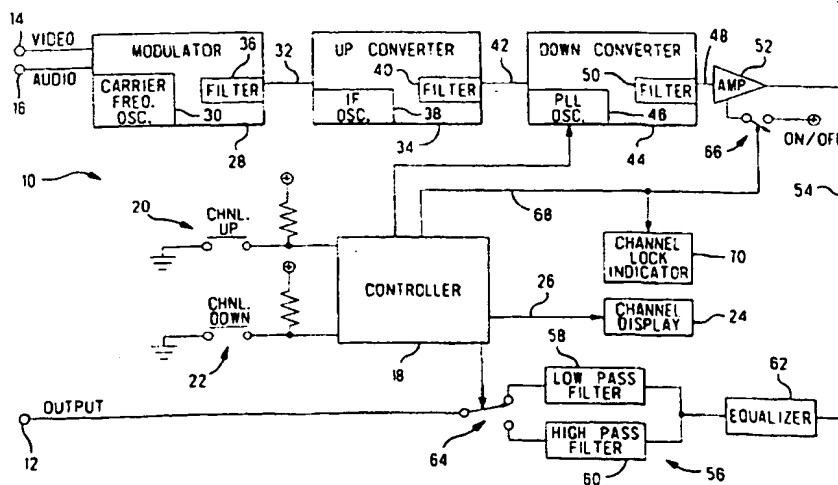 14
VIDEO
AUDIO
16
MODULATOR
36
FILTER
CARRIER
FREQ.
OSC.
30
28
32
UP CONVERTER
40
FILTER
IF
OSC.
38
34
42
DOWN CONVERTER
50
FILTER
PLL
OSC.
46
44
48
52
AMP
66
ON/OFF
54
10
20
CHNL.
UP
CHNL.
DOWN
22
CONTROLLER
18
68
CHANNEL
LOCK
INDICATOR
70
26
CHANNEL
DISPLAY
24
58
LOW PASS
FILTER
HIGH PASS
FILTER
60
56
62
EQUALIZER
OUTPUT
12
64